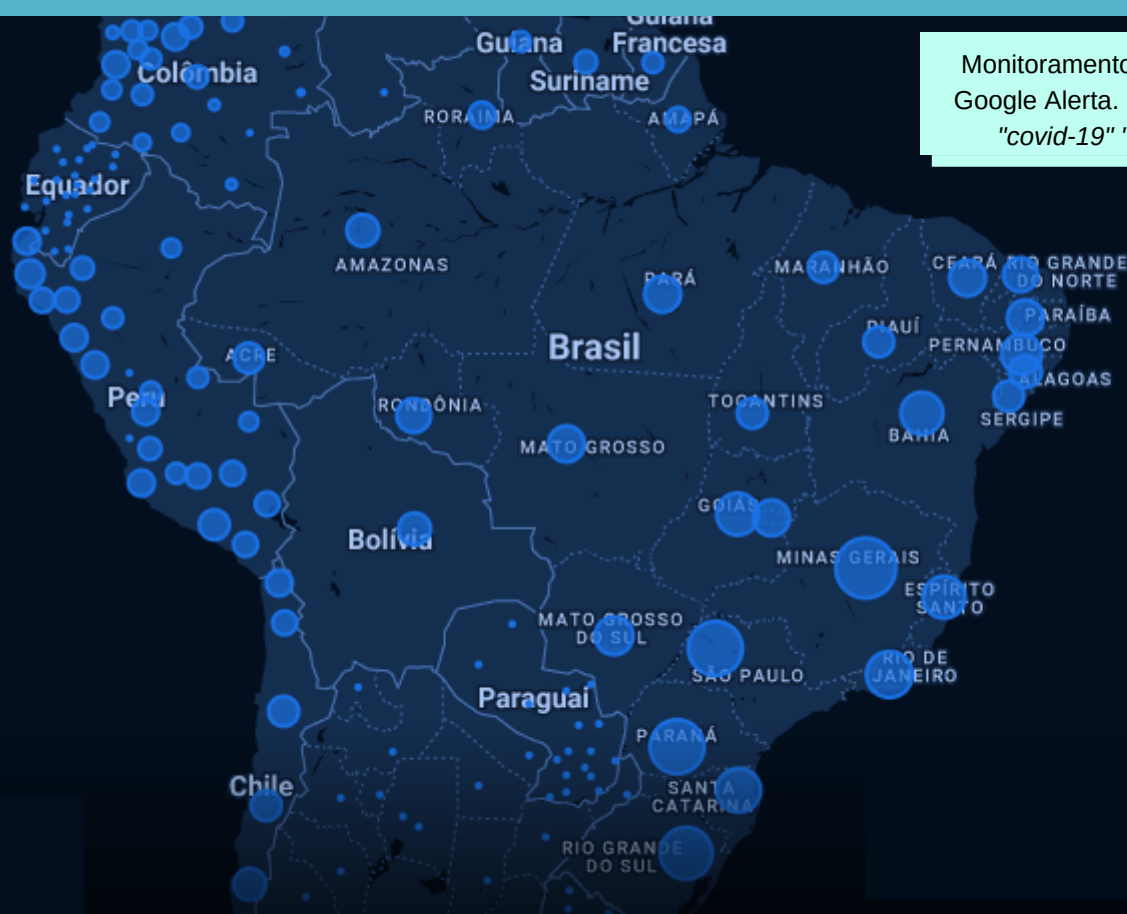 Guiana
Francesa
Guiana
Suriname
Monitoramento
Google Alerta.
"covid-19" "
Colômbia
RORAIMA
AMAPÁ
Equador
AMAZONAS
PARÁ
MARANHÃO
CEARÁ
RIO GRANDE
DO NORTE
PARAÍBA
PIAUÍ
PERNAMBUCO
Brasil
ACRE
ALAGOAS
Peru
RONDÔNIA
TOCANTINS
SERGIPE
BAHIA
MATO GROSSO
GOIÁS
Bolívia
MINAS GERAIS
ESPÍRITO
SANTO
MATO GROSSO
DO SUL
RIO DE
JANEIRO
SÃO PAULO
Paraguai
PARANÁ
Chile
SANTA
CATARINA
RIO GRANDE
DO SUL